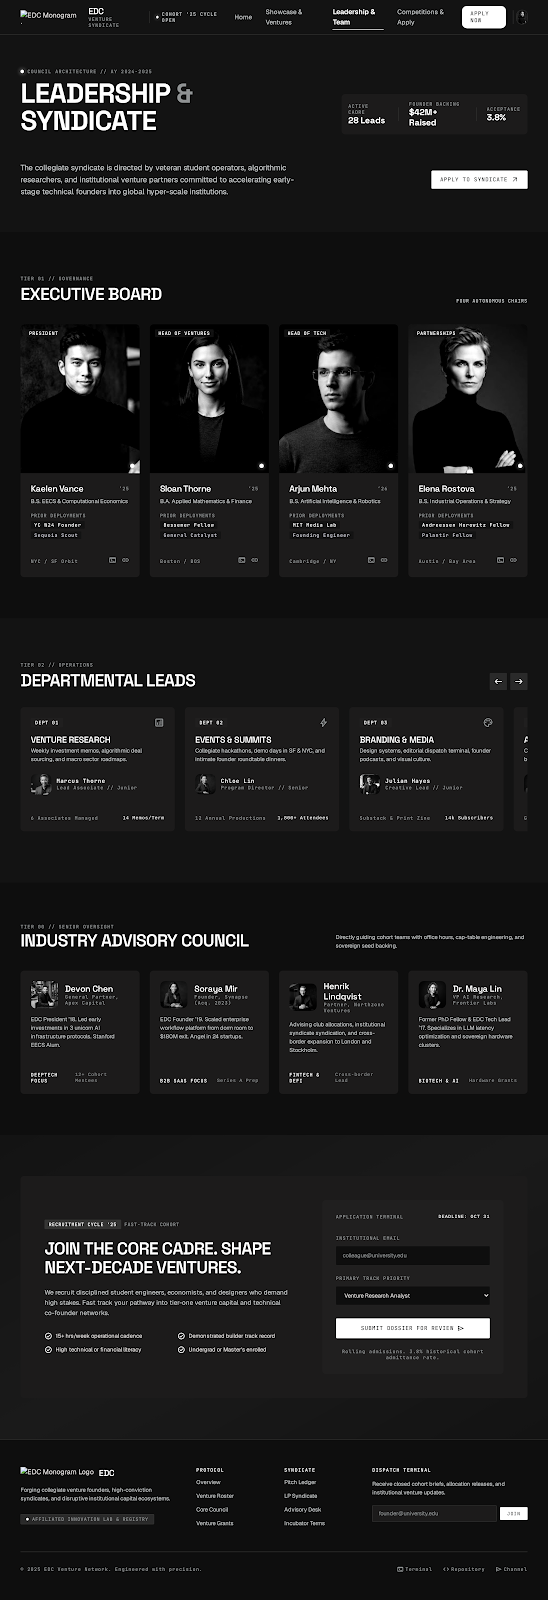 EDC Monogram
EDC
VENTURE SYNDICATE
COHORT '25 CYCLE OPEN
Home
Showcase & Ventures
Leadership & Team
Competitions & Apply
APPLY NOW
COUNCIL ARCHITECTURE // AY 2024-2025
LEADERSHIP &
SYNDICATE
ACTIVE CADRE
28 Leads
FOUNDER BACKING
$42M+ Raised
ACCEPTANCE
3.8%
The collegiate syndicate is directed by veteran student operators, algorithmic
researchers, and institutional venture partners committed to accelerating early-
stage technical founders into global hyper-scale institutions.
APPLY TO SYNDICATE
TIER 01 // GOVERNANCE
EXECUTIVE BOARD
FOUR AUTONOMOUS CHAIRS
PRESIDENT
Kaelen Vance
'25
B.S. EECS & Computational Economics
PRIOR DEPLOYMENTS
YC W24 Founder
Sequoia Scout
NYC / SF Orbit
HEAD OF VENTURES
Sloan Thorne
'25
B.A. Applied Mathematics & Finance
PRIOR DEPLOYMENTS
Bessemer Fellow
General Catalyst
Boston / BOS
HEAD OF TECH
Arjun Mehta
'26
B.S. Artificial Intelligence & Robotics
PRIOR DEPLOYMENTS
MIT Media Lab
Founding Engineer
Cambridge / NY
PARTNERSHIPS
Elena Rostova
'25
B.S. Industrial Operations & Strategy
PRIOR DEPLOYMENTS
Andreessen Horowitz Fellow
Palantir Fellow
Austin / Bay Area
TIER 02 // OPERATIONS
DEPARTMENTAL LEADS
DEPT 01
VENTURE RESEARCH
Weekly investment memos, algorithmic deal
sourcing, and macro sector roadmaps.
Marcus Thorne
Lead Associate // Junior
6 Associates Managed
14 Memos/Term
DEPT 02
EVENTS & SUMMITS
Collegiate hackathons, demo days in SF & NYC, and
intimate founder roundtable dinners.
Chloe Lin
Program Director // Senior
12 Annual Productions
1,800+ Attendees
DEPT 03
BRANDING & MEDIA
Design systems, editorial dispatch terminal, founder
podcasts, and visual culture.
Julian Hayes
Creative Lead // Junior
Substack & Print Zine
14k Subscribers
INDUSTRY ADVISORY COUNCIL
Directly guiding cohort teams with office hours, cap-table engineering, and
sovereign seed backing.
Devon Chen
General Partner,
Apex Capital
EDC President '18. Led early
investments in 3 unicorn AI
infrastructure protocols. Stanford
EECS Alum.
DEEPTECH FOCUS
12+ Cohort Mentees
Soraya Mir
Founder, Synapse
(Acq. 2023)
EDC Founder '19. Scaled enterprise
workflow platform from dorm room to
$180M exit. Angel in 24 startups.
B2B SAAS FOCUS
Series A Prep
Henrik Lindqvist
Partner, Northzone
Ventures
Advising club allocations, institutional
syndicate syndication, and cross-
border expansion to London and
Stockholm.
FINTECH & DEFI
Cross-border Lead
Dr. Maya Lin
VP AI Research,
Frontier Labs
Former PhD Fellow & EDC Tech Lead
'17. Specializes in LLM latency
optimization and sovereign hardware
clusters.
BIOTECH & AI
Hardware Grants
RECRUITMENT CYCLE '25
FAST-TRACK COHORT
JOIN THE CORE CADRE. SHAPE
NEXT-DECADE VENTURES.
We recruit disciplined student engineers, economists, and designers who demand
high stakes. Fast track your pathway into tier-one venture capital and technical
co-founder networks.
15+ hrs/week operational cadence
Demonstrated builder track record
High technical or financial literacy
Undergrad or Master's enrolled
APPLICATION TERMINAL
DEADLINE: OCT 31
INSTITUTIONAL EMAIL
colleague@university.edu
PRIMARY TRACK PRIORITY
Venture Research Analyst
SUBMIT DOSSIER FOR REVIEW
Rolling admissions. 3.8% historical cohort
admittance rate.
EDC Monogram Logo
EDC
Forging collegiate venture founders, high-conviction
syndicates, and disruptive institutional capital ecosystems.
AFFILIATED INNOVATION LAB & REGISTRY
PROTOCOL
Overview
Venture Roster
Core Council
Venture Grants
SYNDICATE
Pitch Ledger
LP Syndicate
Advisory Desk
Incubator Terms
DISPATCH TERMINAL
Receive closed cohort briefs, allocation releases, and
institutional venture updates.
founder@university.edu
JOIN
© 2025 EDC Venture Network. Engineered with precision.
Terminal
Repository
Channel